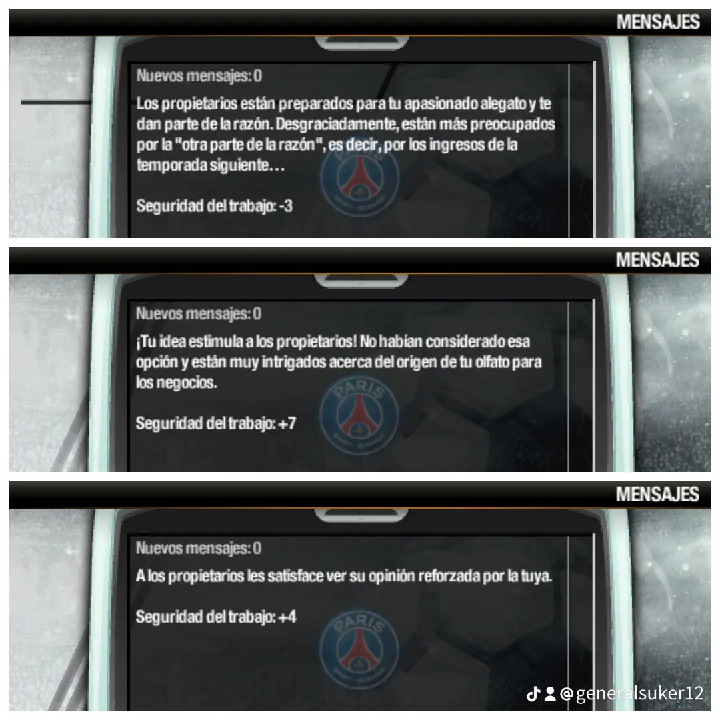 MENSAJES
Nuevos mensajes: 0
Los propietarios están preparados para tu apasionado alegato y te
dan parte de la razón. Desgraciadamente, están más preocupados
por la "otra parte de la razón", es decir, por los ingresos de la
temporada siguiente...
Seguridad del trabajo: -3
MENSAJES
Nuevos mensajes: 0
¡Tu idea estimula a los propietarios! No habían considerado esa
opción y están muy intrigados acerca del origen de tu olfato para
los negocios.
PARIS
Seguridad del trabajo: +7
MENSAJES
Nuevos mensajes: 0
A los propietarios les satisface ver su opinión reforzada por la tuya.
Seguridad del trabajo: +4
PARIS
@generalsuker12